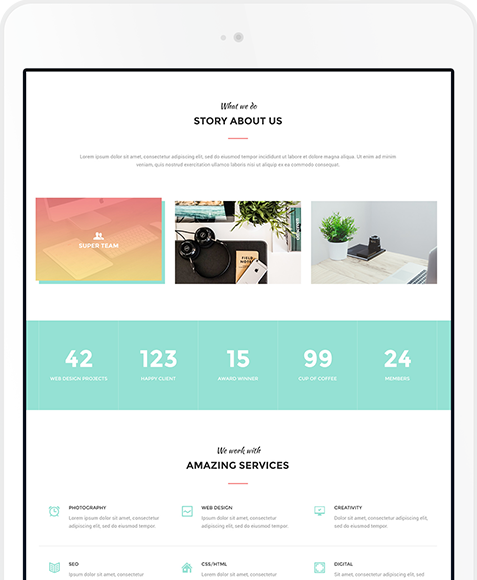 What we do
STORY ABOUT US
Lorem ipsum dolor sit amet, consectetur adipiscing elit, sed do eiusmod tempor incididunt ut labore et dolore magna aliqua. Ut enim ad minim
veniam, quis nostrud exercitation ullamco laboris nisi ut aliquip ex ea commodo consequat.
SUPER TEAM
FIELD NOTES
42 123 15 99 24
WEB DESIGN PROJECTS HAPPY CLIENT AWARD WINNER CUP OF COFFEE MEMBERS
We work with
AMAZING SERVICES
PHOTOGRAPHY
Lorem ipsum dolor sit amet, consectetur
adipiscing elit, sed do eiusmod tempor.
WEB DESIGN
Dolor sit amet, consectetur adipiscing
elit, sed do eiusmod tempor.
CREATIVITY
Dolor sit amet, consectetur adipiscing elit,
sed do eiusmod tempor.
SEO
Dolor sit amet, consectetur
CSS/HTML
Lorem ipsum dolor sit amet, consectetur
DIGITAL
Sit amet, consectetur adipiscing elit, sed